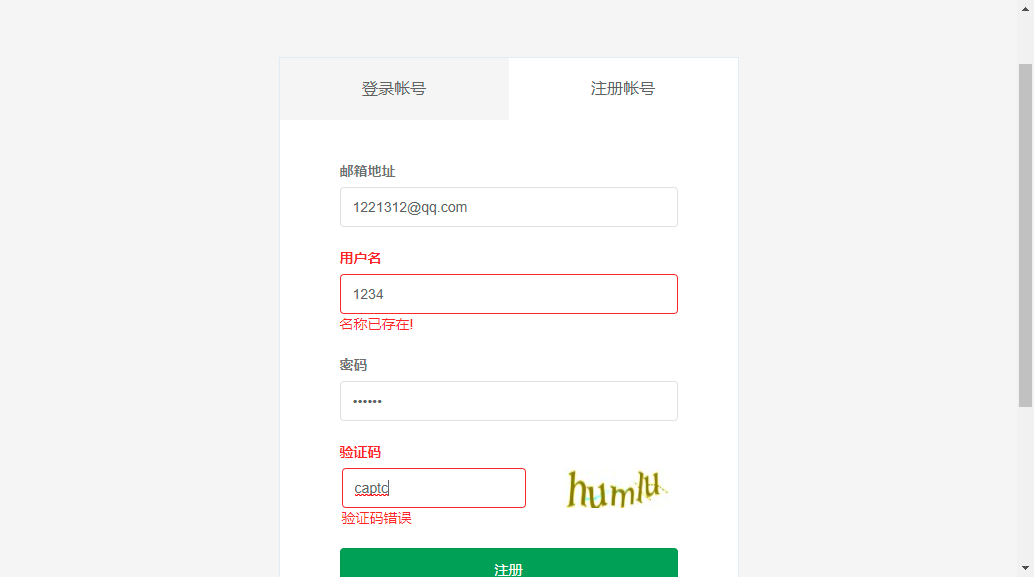 登录帐号 注册帐号
邮箱地址
1221312@qq.com
用户名
1234
名称已存在!
密码
••••••
验证码
captc
humlu
验证码错误
注册